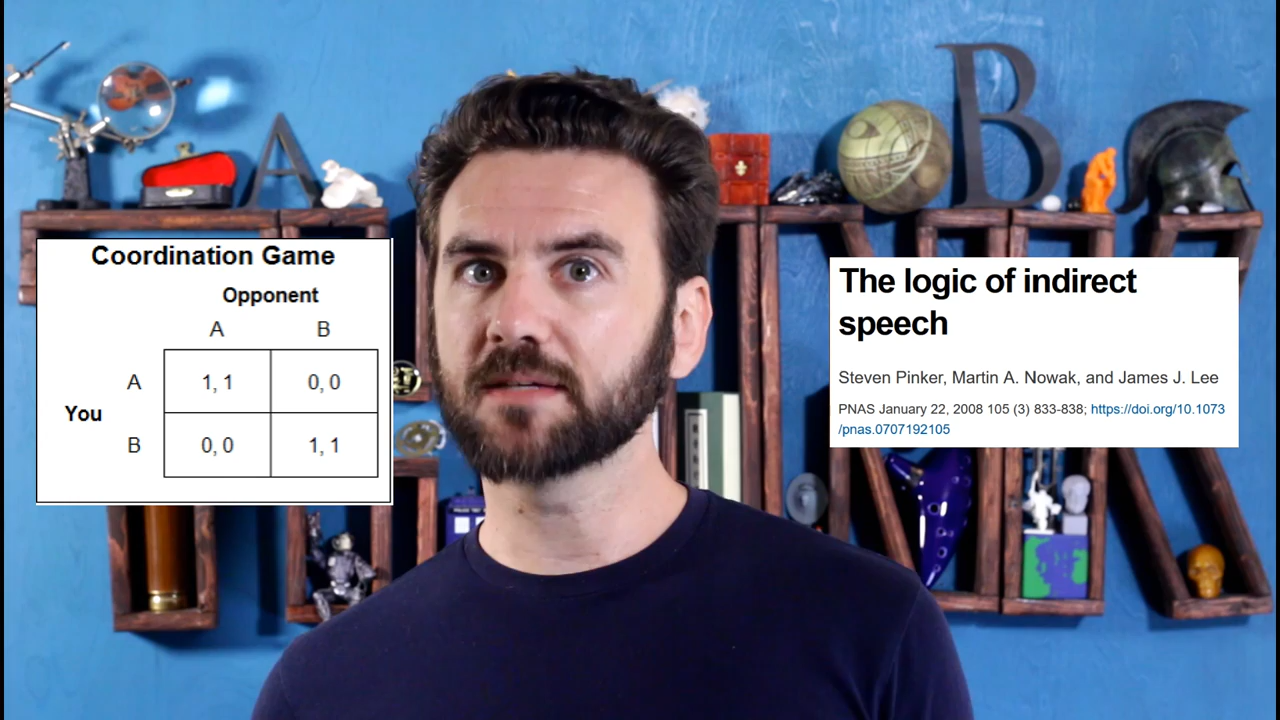 A
B
Coordination Game
Opponent
A B
A 1, 1 0, 0
You
B 0, 0 1, 1
The logic of indirect
speech
Steven Pinker, Martin A. Nowak, and James J. Lee
PNAS January 22, 2008 105 (3) 833-838; https://doi.org/10.1073
/pnas.0707192105